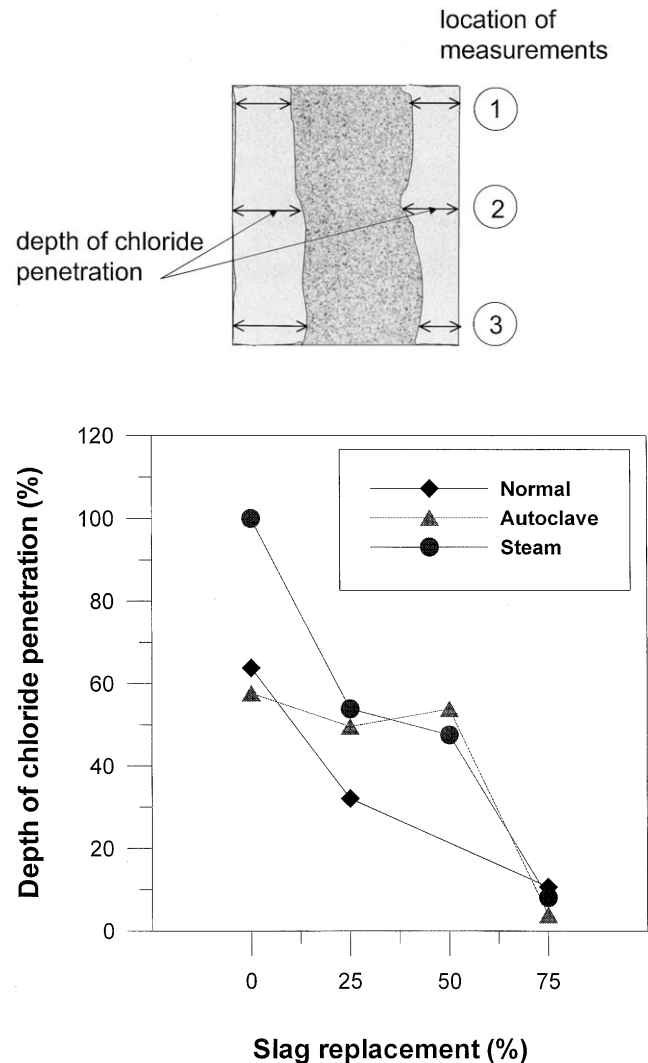 location of
measurements
1
2
depth of chloride
penetration
3
120
100
80
60
40
20
0
Depth of chloride penetration (%)
Normal
Autoclave
Steam
0 25 50 75
Slag replacement (%)